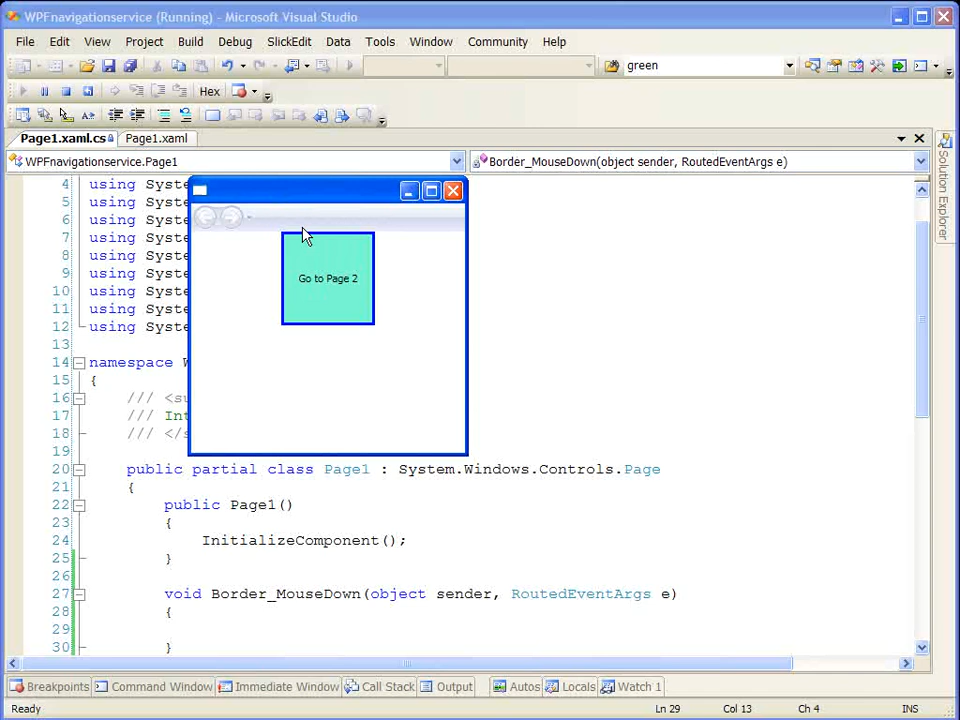 WPFnavigationservice (Running) - Microsoft Visual Studio
File Edit View Project Build Debug SlickEdit Data Tools Window Community Help
green
Hex
Page1.xaml.cs Page1.xaml
WPFnavigationservice.Page1 Border_MouseDown(object sender, RoutedEventArgs e)
Solution Explorer
4 using Syste
5 using Syste
6 using Syste
7 using Syste
8 using Syste
9 using Syste
10 using Syste
11 using Syste
12 using Syste
Go to Page 2
13
14 namespace W
15 {
16 /// <su
17 /// Int
18 /// </s
19
20 public partial class Page1 : System.Windows.Controls.Page
21 {
22 public Page1()
23 {
24 InitializeComponent();
25 }
26
27 void Border_MouseDown(object sender, RoutedEventArgs e)
28 {
29
30 }
Breakpoints Command Window Immediate Window Call Stack Output Autos Locals Watch 1
Ready Ln 29 Col 13 Ch 4 INS